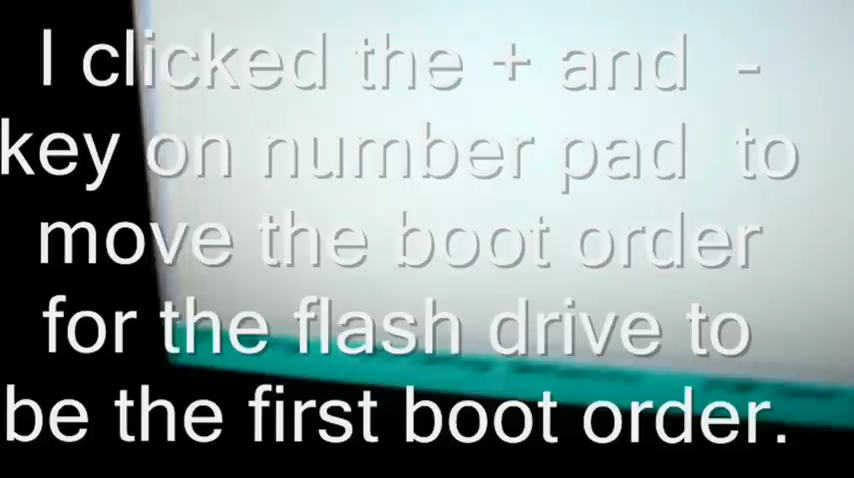 I clicked the + and -
key on number pad to
move the boot order
for the flash drive to
be the first boot order.